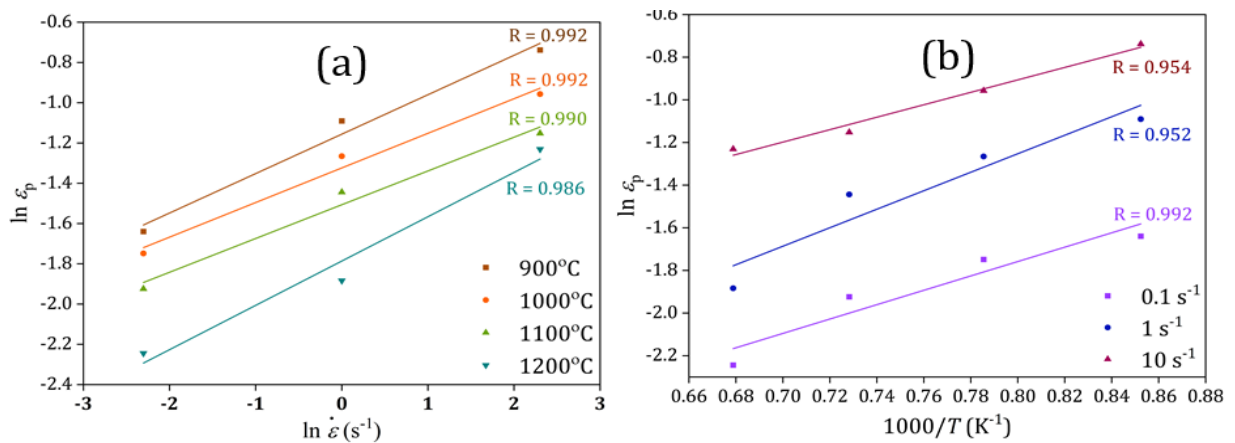 (a)
-0.6
-0.8
-1.0
-1.2
-1.4
-1.6
-1.8
-2.0
-2.2
-2.4
ln εp
R = 0.992
R = 0.992
R = 0.990
R = 0.986
900°C
1000°C
1100°C
1200°C
-3 -2 -1 0 1 2 3
ln ε̇ (s⁻¹)
(b)
-0.6
-0.8
-1.0
-1.2
-1.4
-1.6
-1.8
-2.0
-2.2
ln εp
R = 0.954
R = 0.952
R = 0.992
0.1 s⁻¹
1 s⁻¹
10 s⁻¹
0.66 0.68 0.70 0.72 0.74 0.76 0.78 0.80 0.82 0.84 0.86 0.88
1000/T (K⁻¹)